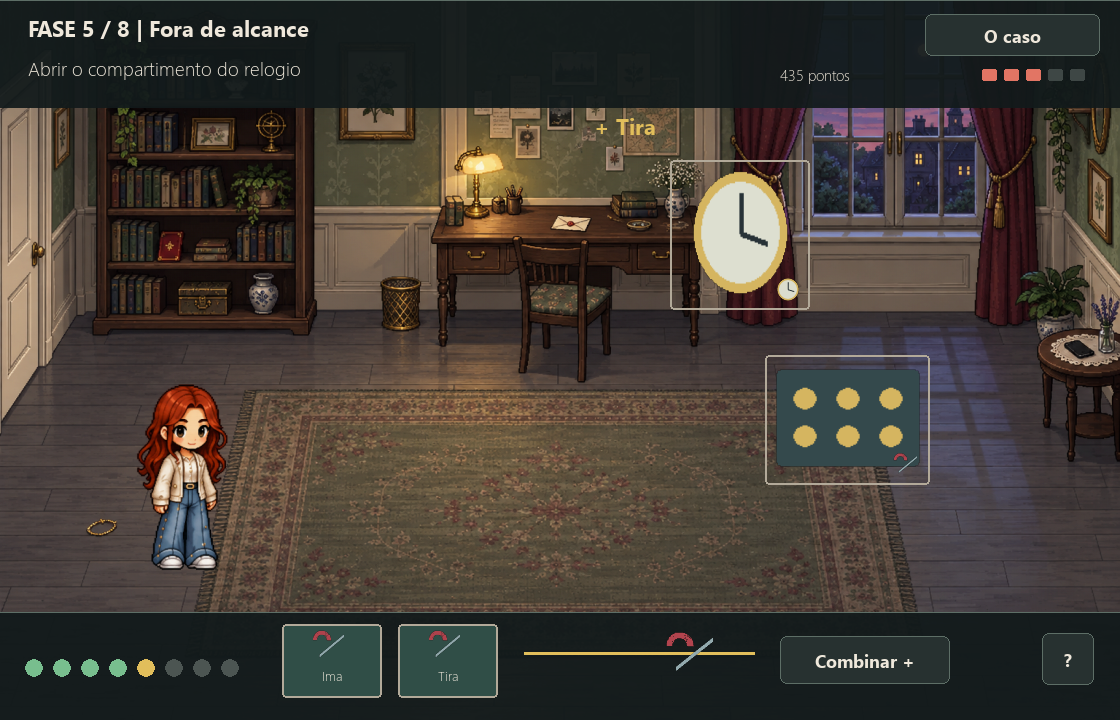 FASE 5 / 8 | Fora de alcance
O caso
Abrir o compartimento do relogio
435 pontos
+ Tira
Ima
Tira
Combinar +
?